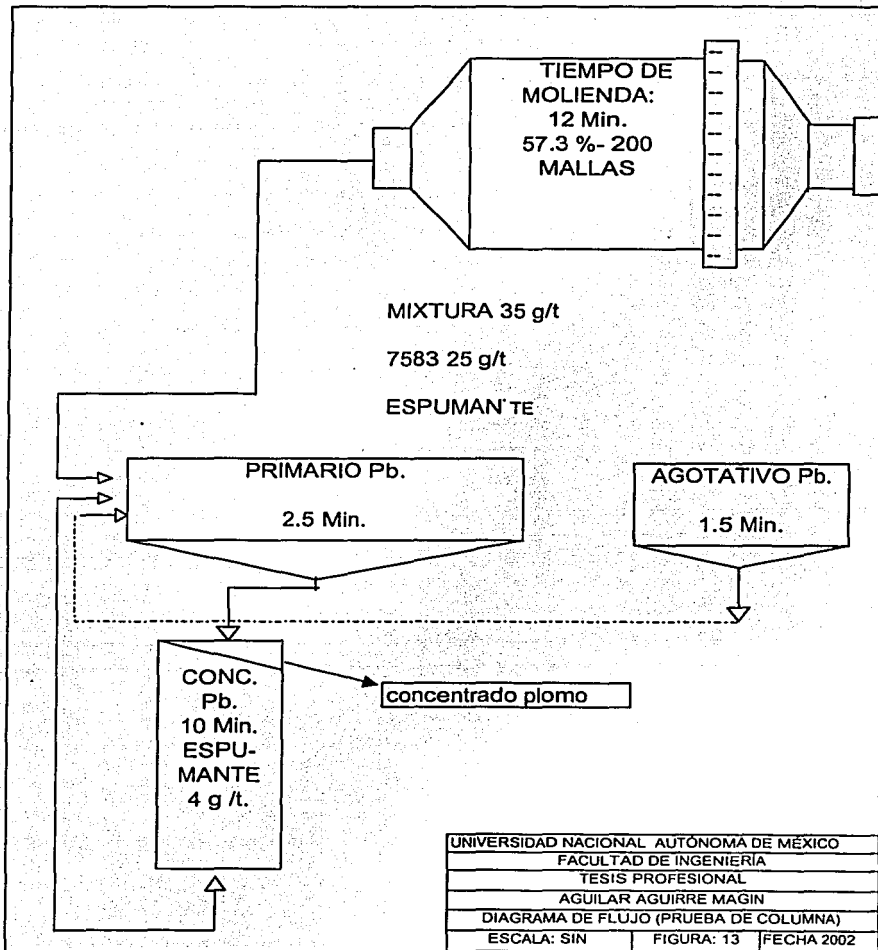 TIEMPO DE
MOLIENDA:
12 Min.
57.3 %- 200
MALLAS
MIXTURA 35 g/t
7583 25 g/t
ESPUMAN TE
PRIMARIO Pb.
2.5 Min.
AGOTATIVO Pb.
1.5 Min.
CONC.
Pb.
10 Min.
ESPU-
MANTE
4 g /t.
concentrado plomo
UNIVERSIDAD NACIONAL AUTÓNOMA DE MÉXICO
FACULTAD DE INGENIERÍA
TESIS PROFESIONAL
AGUILAR AGUIRRE MAGIN
DIAGRAMA DE FLUJO (PRUEBA DE COLUMNA)
ESCALA: SIN FIGURA: 13 FECHA 2002